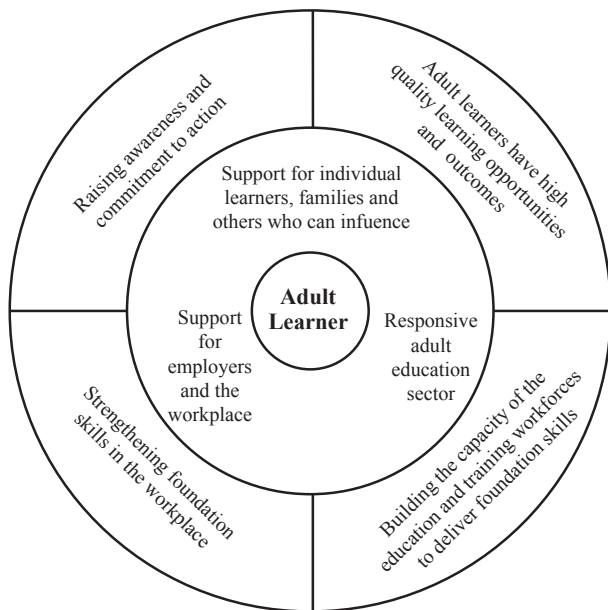 Raising awareness and
commitment to action
Adult learners have high
quality learning opportunities
and outcomes
Support for individual
learners, families and
others who can infuence
Adult
Learner
Support
for
employers
and the
workplace
Responsive
adult
education
sector
Strengthening foundation
skills in the workplace
Building the capacity of the
education and training workforces
to deliver foundation skills